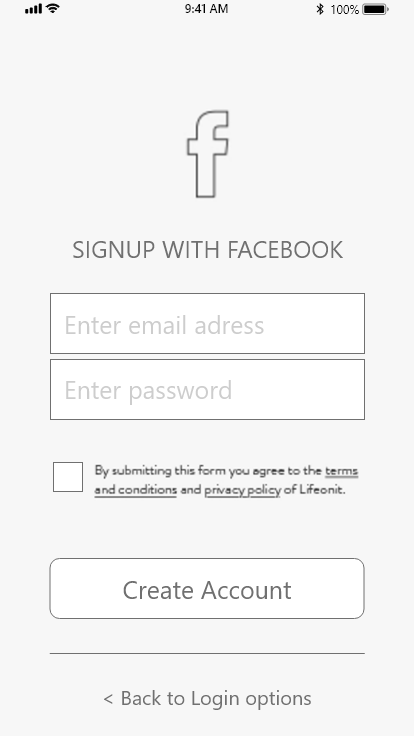 9:41 AM 100%
f
SIGNUP WITH FACEBOOK
Enter email adress
Enter password
By submitting this form you agree to the terms
and conditions and privacy policy of Lifeonit.
Create Account
< Back to Login options